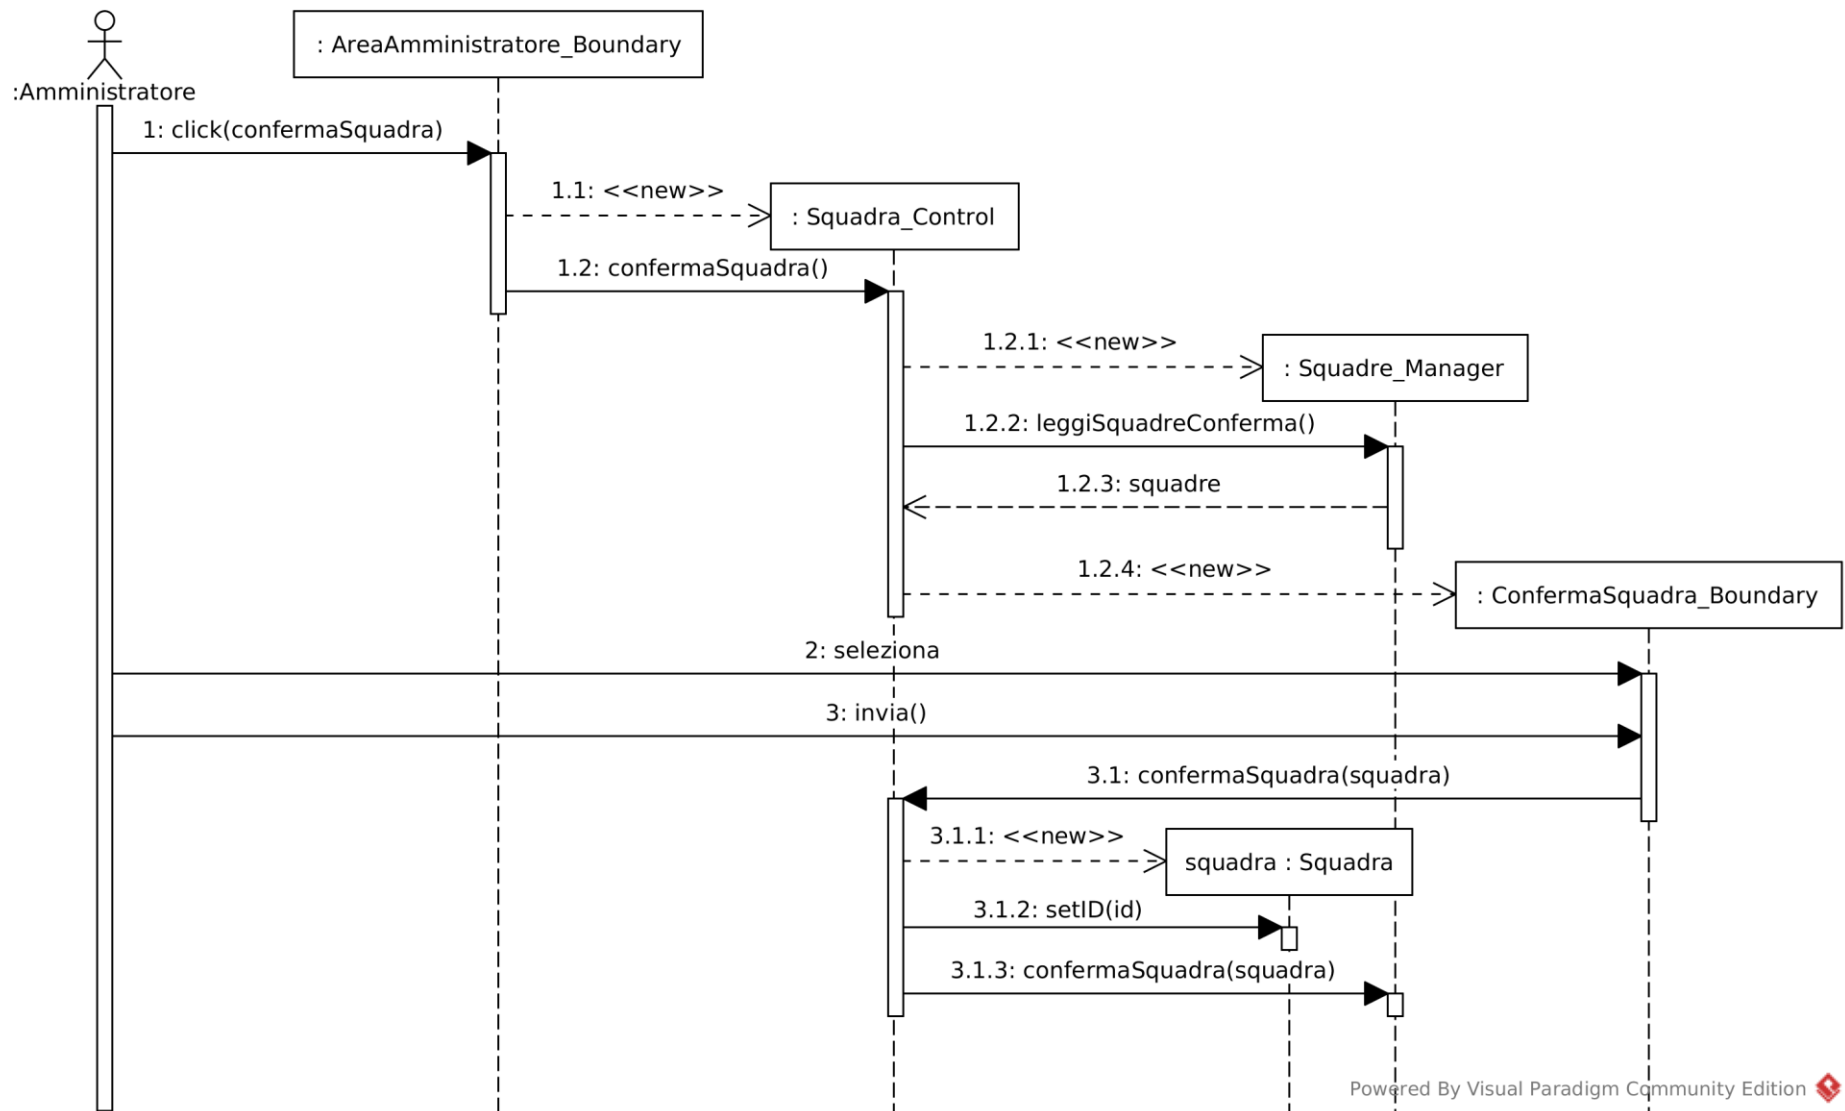 : AreaAmministratore_Boundary
:Amministratore
1: click(confermaSquadra)
1.1: <<new>>
: Squadra_Control
1.2: confermaSquadra()
1.2.1: <<new>>
: Squadre_Manager
1.2.2: leggiSquadreConferma()
1.2.3: squadre
1.2.4: <<new>>
: ConfermaSquadra_Boundary
2: seleziona
3: invia()
3.1: confermaSquadra(squadra)
3.1.1: <<new>>
squadra : Squadra
3.1.2: setID(id)
3.1.3: confermaSquadra(squadra)
Powered By Visual Paradigm Community Edition